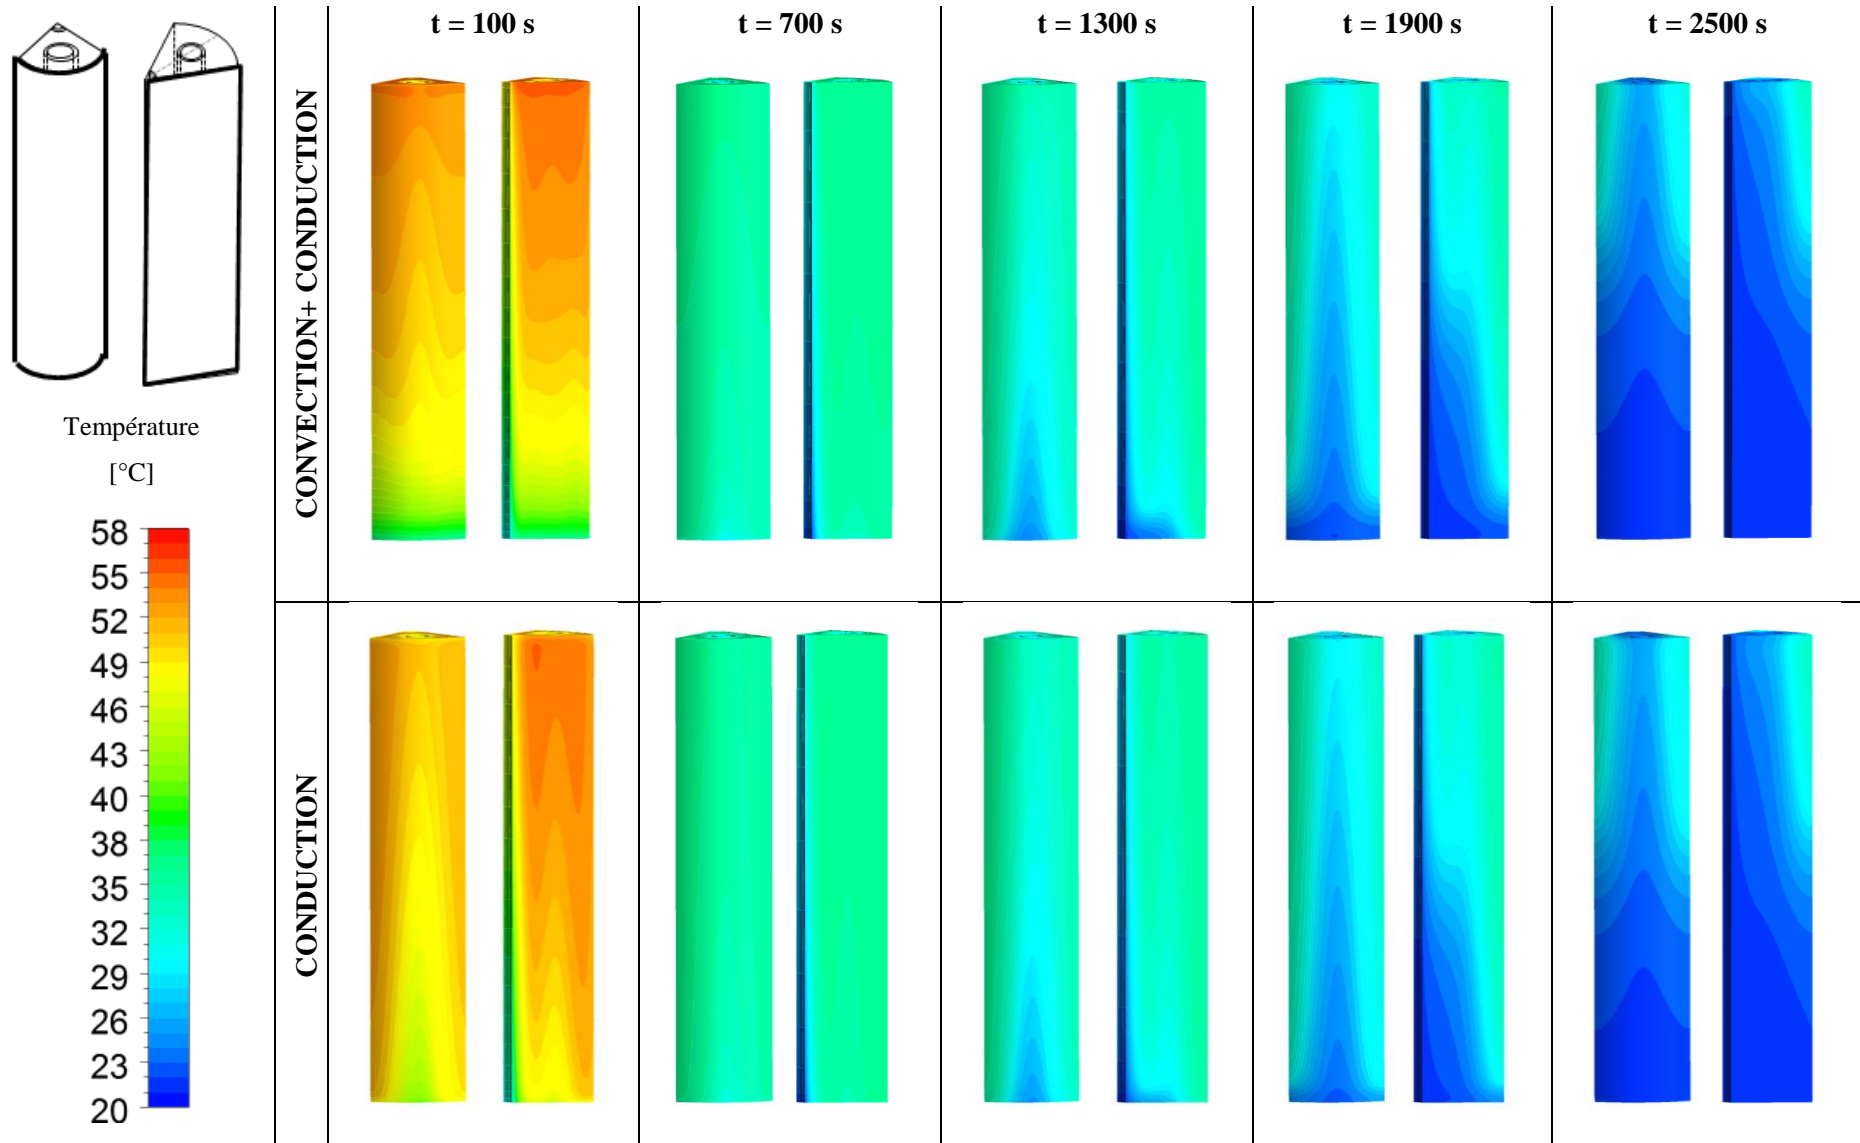 t = 100 s
t = 700 s
t = 1300 s
t = 1900 s
t = 2500 s
CONVECTION+ CONDUCTION
Température
[°C]
58
55
52
49
46
43
40
38
35
32
29
26
23
20
CONDUCTION